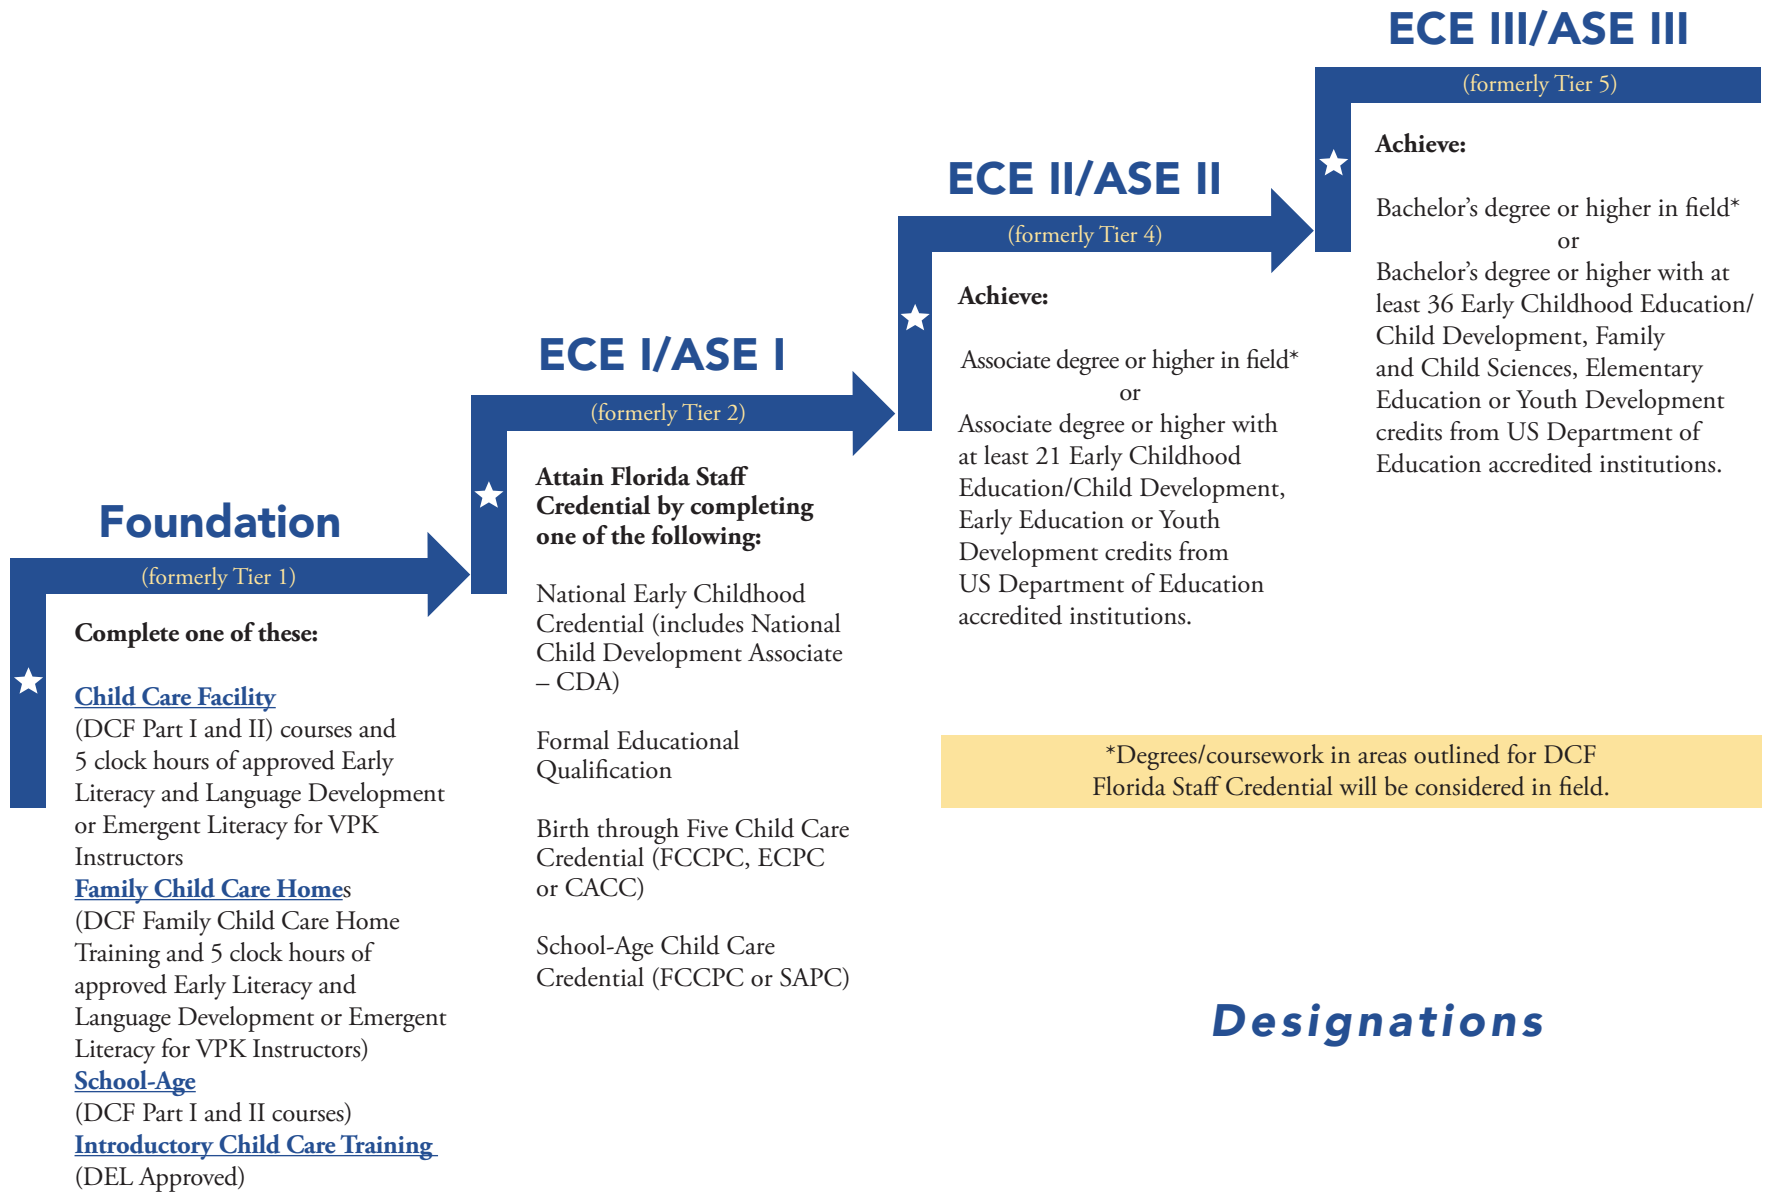 Foundation
(formerly Tier 1)
Complete one of these:
Child Care Facility
(DCF Part I and II) courses and
5 clock hours of approved Early
Literacy and Language Development
or Emergent Literacy for VPK
Instructors
Family Child Care Homes
(DCF Family Child Care Home
Training and 5 clock hours of
approved Early Literacy and
Language Development or Emergent
Literacy for VPK Instructors)
School-Age
(DCF Part I and II courses)
Introductory Child Care Training
(DEL Approved)
ECE I/ASE I
(formerly Tier 2)
Attain Florida Staff
Credential by completing
one of the following:
National Early Childhood
Credential (includes National
Child Development Associate
– CDA)
Formal Educational
Qualification
Birth through Five Child Care
Credential (FCCPC, ECPC
or CACC)
School-Age Child Care
Credential (FCCPC or SAPC)
ECE II/ASE II
(formerly Tier 4)
Achieve:
Associate degree or higher in field*
or
Associate degree or higher with
at least 21 Early Childhood
Education/Child Development,
Early Education or Youth
Development credits from
US Department of Education
accredited institutions.
ECE III/ASE III
(formerly Tier 5)
Achieve:
Bachelor’s degree or higher in field*
or
Bachelor’s degree or higher with at
least 36 Early Childhood Education/
Child Development, Family
and Child Sciences, Elementary
Education or Youth Development
credits from US Department of
Education accredited institutions.
*Degrees/coursework in areas outlined for DCF
Florida Staff Credential will be considered in field.
Designations